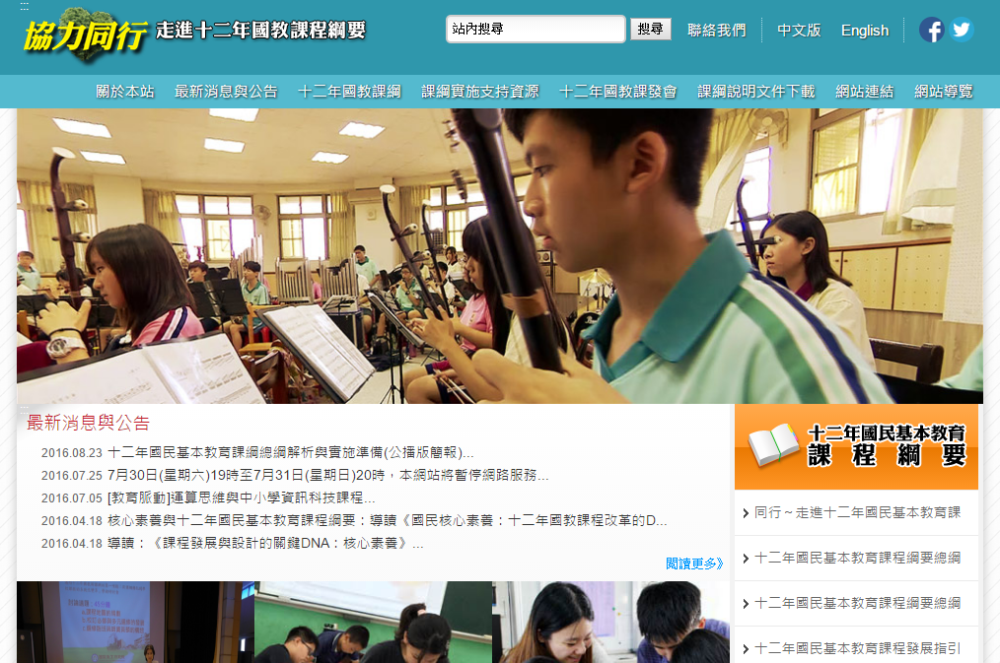 :::
協力同行 走進十二年國教課程綱要
站內搜尋 搜尋 聯絡我們 中文版 English
關於本站 最新消息與公告 十二年國教課綱 課綱實施支持資源 十二年國教課發會 課綱說明文件下載 網站連結 網站導覽
:::
最新消息與公告
2016.08.23 十二年國民基本教育課綱總綱解析與實施準備(公播版簡報)...
2016.07.25 7月30日(星期六)19時至7月31日(星期日)20時，本網站將暫停網路服務...
2016.07.05 [教育脈動]運算思維與中小學資訊科技課程...
2016.04.18 核心素養與十二年國民基本教育課程綱要：導讀《國民核心素養：十二年國教課程改革的D...
2016.04.18 導讀：《課程發展與設計的關鍵DNA：核心素養》...
閱讀更多》
十二年國民基本教育
課程綱要
同行～走進十二年國民基本教育課
十二年國民基本教育課程綱要總綱
十二年國民基本教育課程綱要總綱
十二年國民基本教育課程發展指引